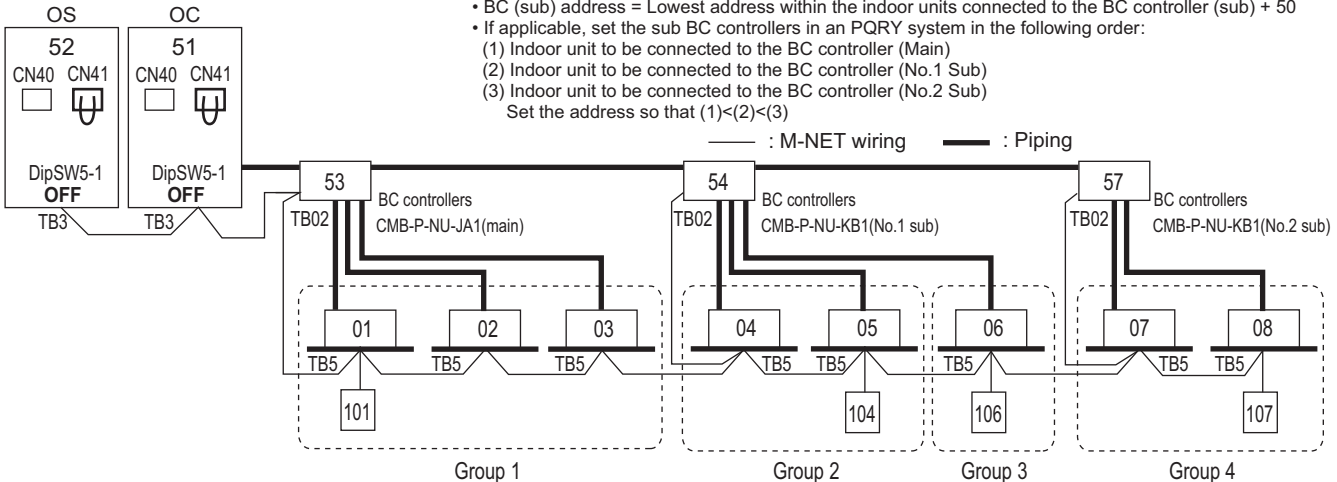 • BC (sub) address = Lowest address within the indoor units connected to the BC controller (sub) + 50
• If applicable, set the sub BC controllers in an PQRY system in the following order:
(1) Indoor unit to be connected to the BC controller (Main)
(2) Indoor unit to be connected to the BC controller (No.1 Sub)
(3) Indoor unit to be connected to the BC controller (No.2 Sub)
Set the address so that (1)<(2)<(3)
: M-NET wiring : Piping
OS OC
52 51
CN40 CN41 CN40 CN41
DipSW5-1 DipSW5-1
OFF OFF
TB3 TB3
53 54 57
TB02 TB02 TB02
BC controllers
CMB-P-NU-JA1(main)
BC controllers
CMB-P-NU-KB1(No.1 sub)
BC controllers
CMB-P-NU-KB1(No.2 sub)
01 02 03 04 05 06 07 08
TB5 TB5 TB5 TB5 TB5 TB5 TB5 TB5
101 104 106 107
Group 1 Group 2 Group 3 Group 4